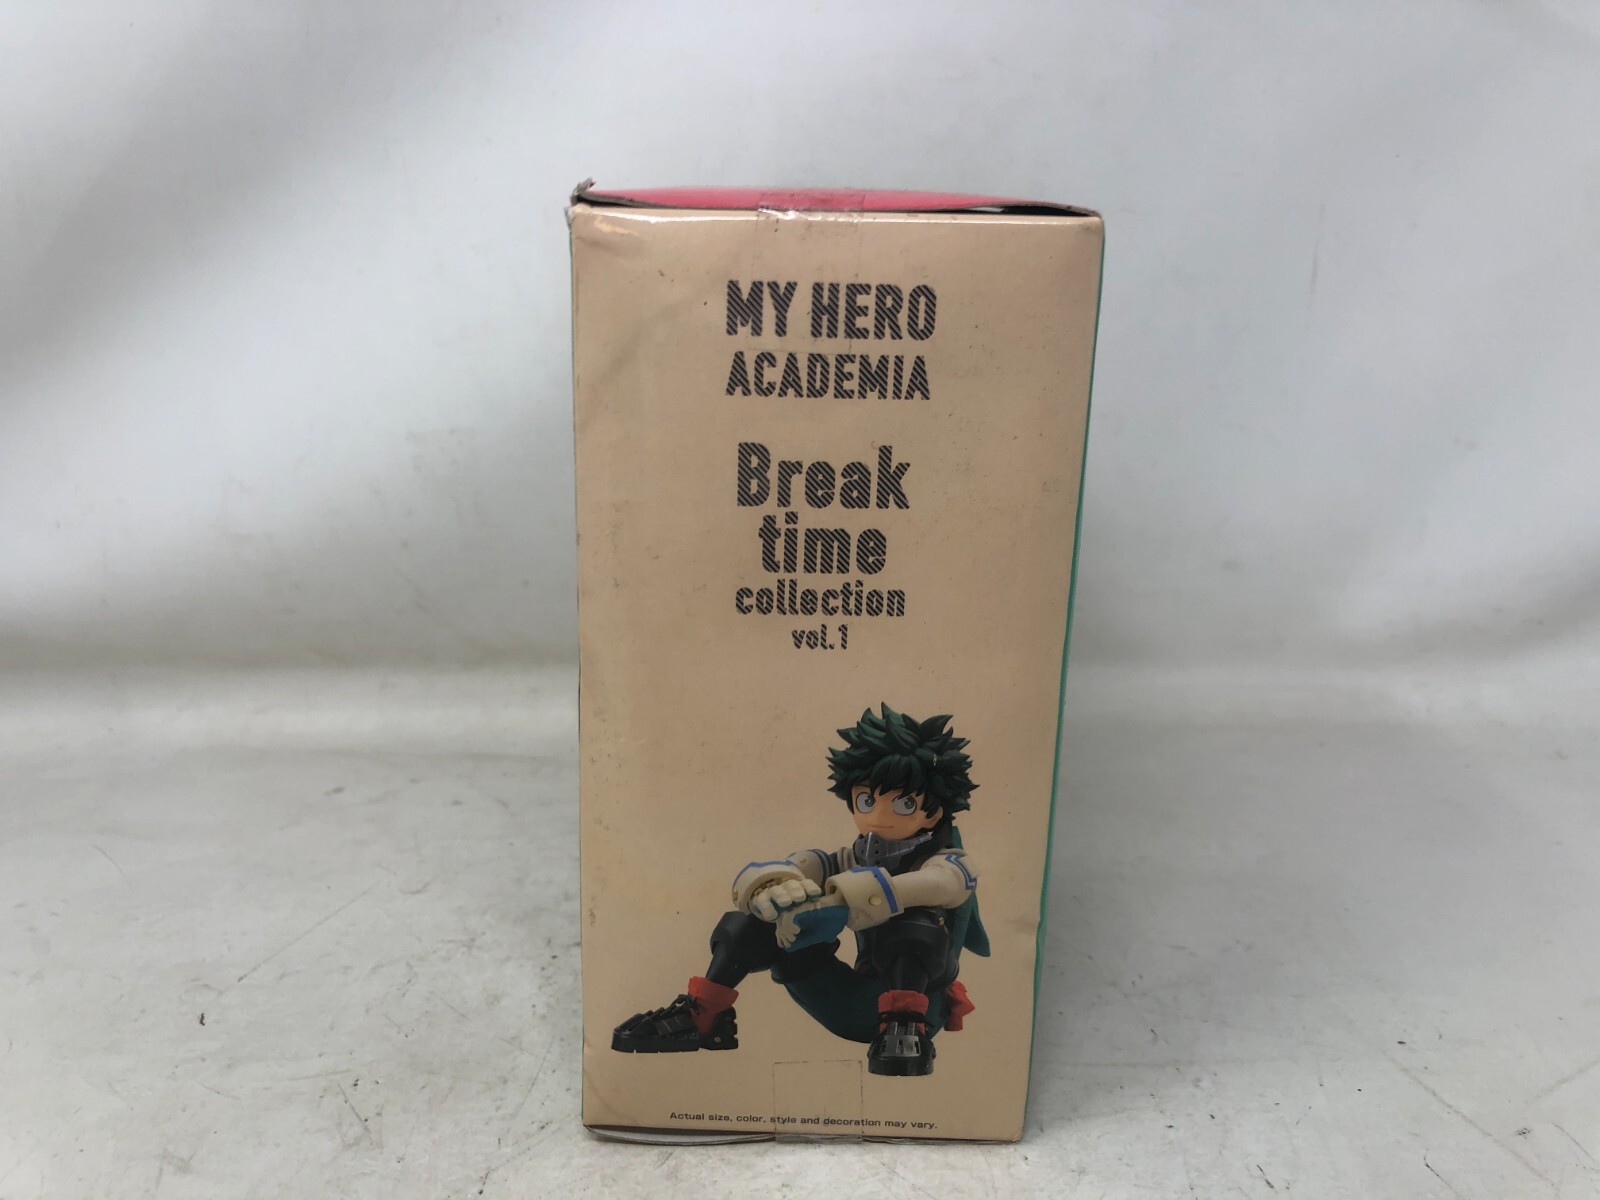 MY HERO
ACADEMIA
Break
time
collection
vol.1
Actual size, color, style and decoration may vary.